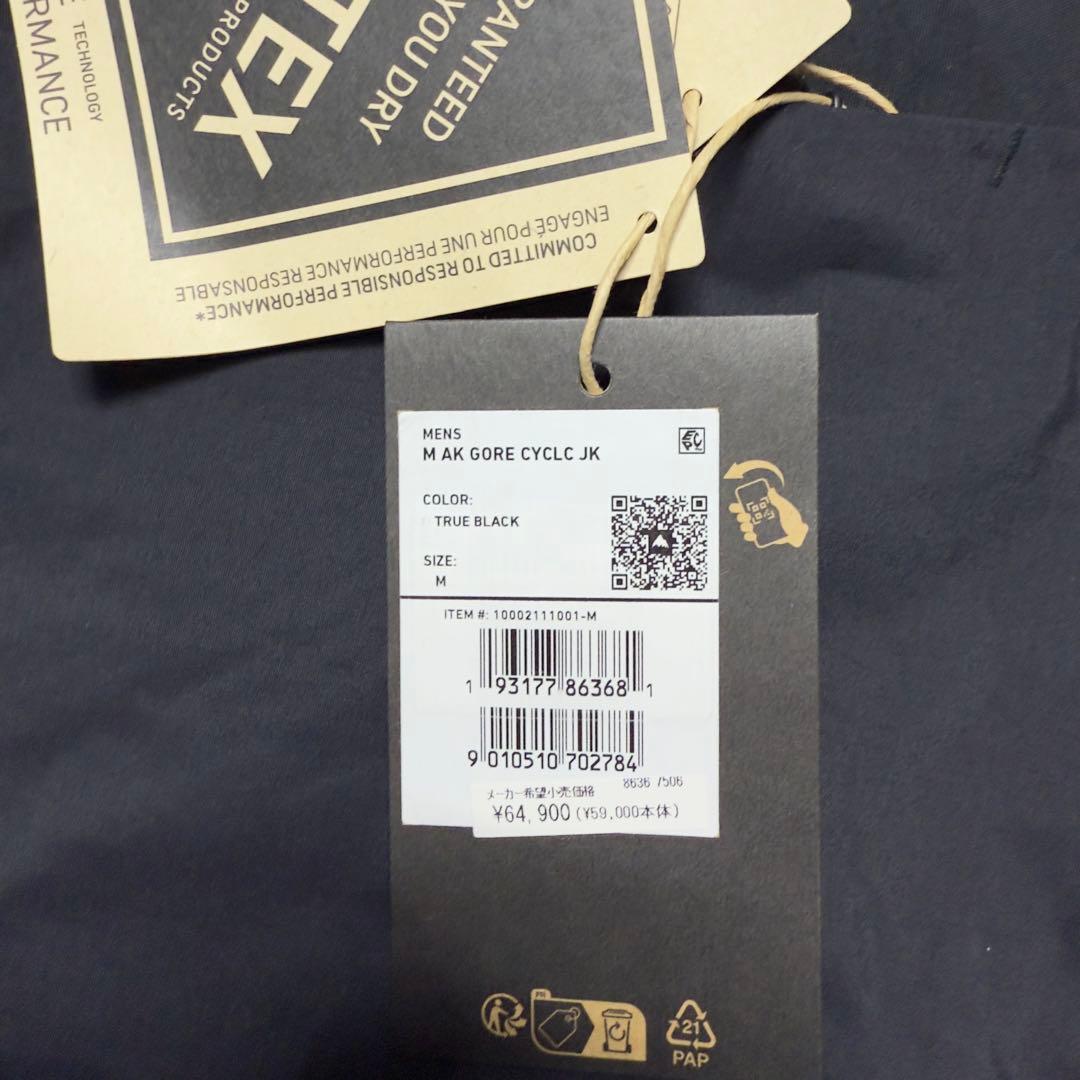 TECHNOLOGY
RMANCE
TEX
PRODUCTS
RANTEED
YOU DRY
COMMITTED TO RESPONSIBLE PERFORMANCE*
ENGAGÉ POUR UNE PERFORMANCE RESPONSABLE
MENS
M AK GORE CYCLC JK
COLOR:
TRUE BLACK
SIZE:
M
ITEM #: 10002111001-M
1 93177 86368 1
9 010510 702784
8636 7506
メーカー希望小売価格
¥64,900 (¥59,000本体)
FR
21
PAP